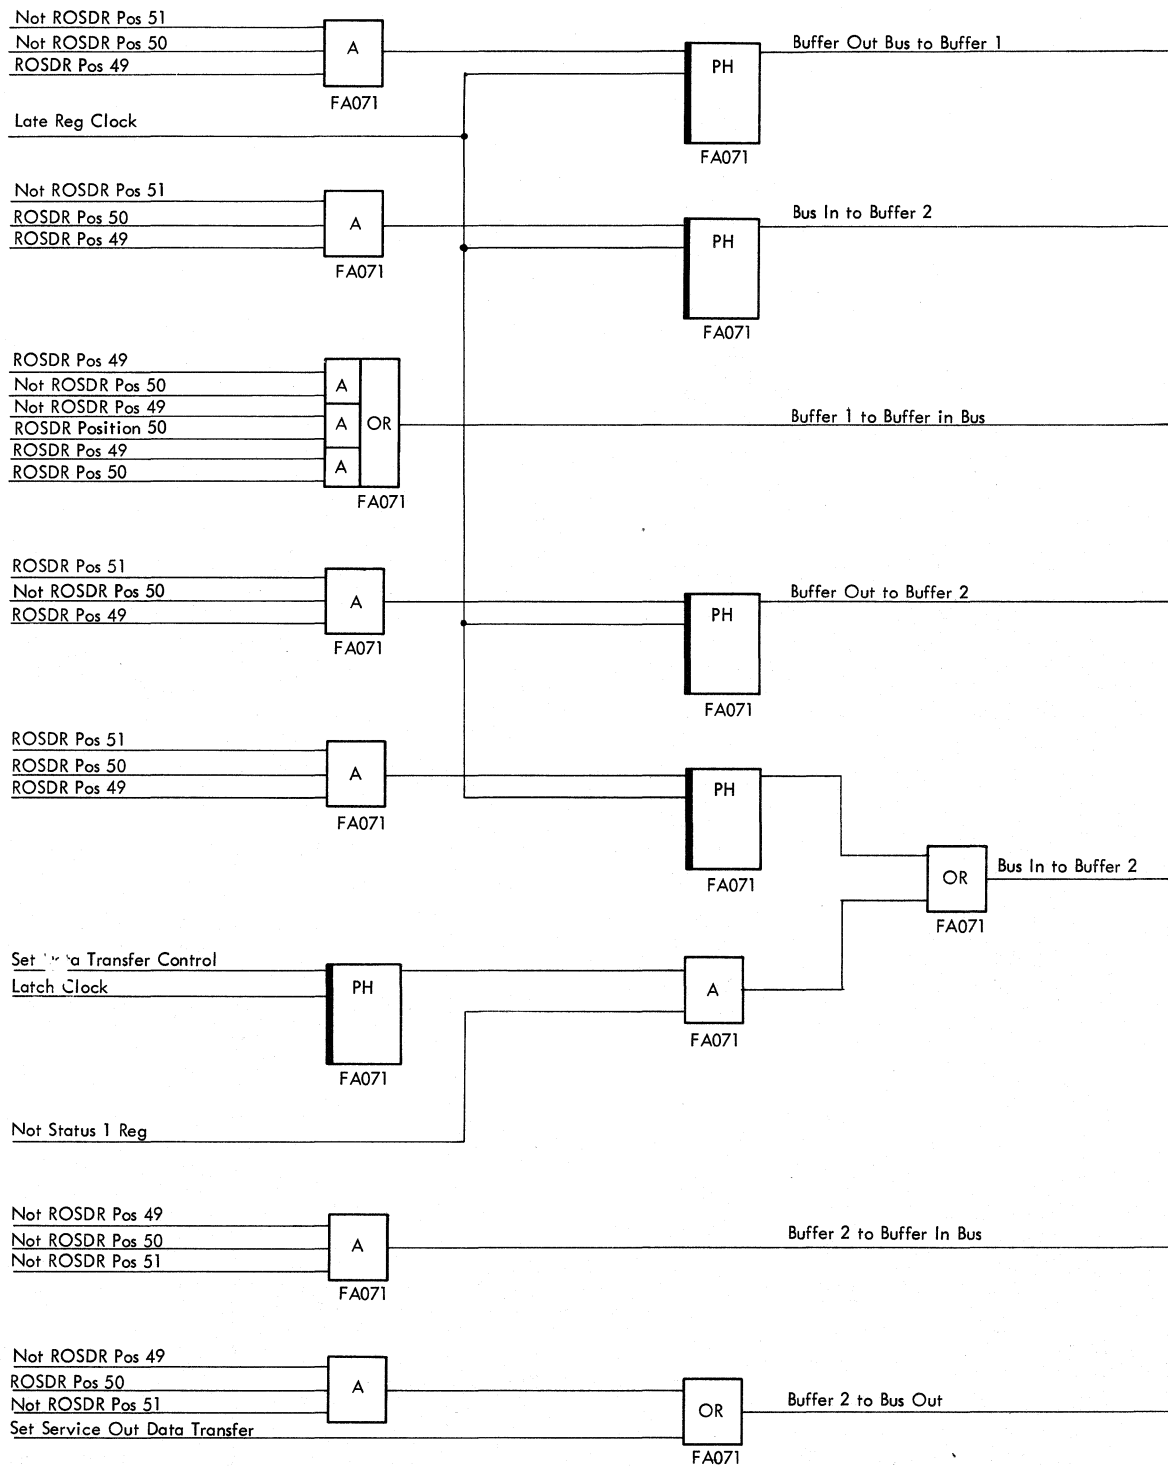 Not ROSDR Pos 51
Not ROSDR Pos 50
ROSDR Pos 49
A
FA071
PH
FA071
Buffer Out Bus to Buffer 1
Late Reg Clock
Not ROSDR Pos 51
ROSDR Pos 50
ROSDR Pos 49
A
FA071
PH
FA071
Bus In to Buffer 2
ROSDR Pos 49
Not ROSDR Pos 50
Not ROSDR Pos 49
ROSDR Position 50
ROSDR Pos 49
ROSDR Pos 50
A
A
A
OR
FA071
Buffer 1 to Buffer in Bus
ROSDR Pos 51
Not ROSDR Pos 50
ROSDR Pos 49
A
FA071
PH
FA071
Buffer Out to Buffer 2
ROSDR Pos 51
ROSDR Pos 50
ROSDR Pos 49
A
FA071
PH
FA071
OR
FA071
Bus In to Buffer 2
Set Transfer Control
Latch Clock
PH
FA071
A
FA071
Not Status 1 Reg
Not ROSDR Pos 49
Not ROSDR Pos 50
Not ROSDR Pos 51
A
FA071
Buffer 2 to Buffer In Bus
Not ROSDR Pos 49
ROSDR Pos 50
Not ROSDR Pos 51
Set Service Out Data Transfer
A
OR
FA071
Buffer 2 to Bus Out